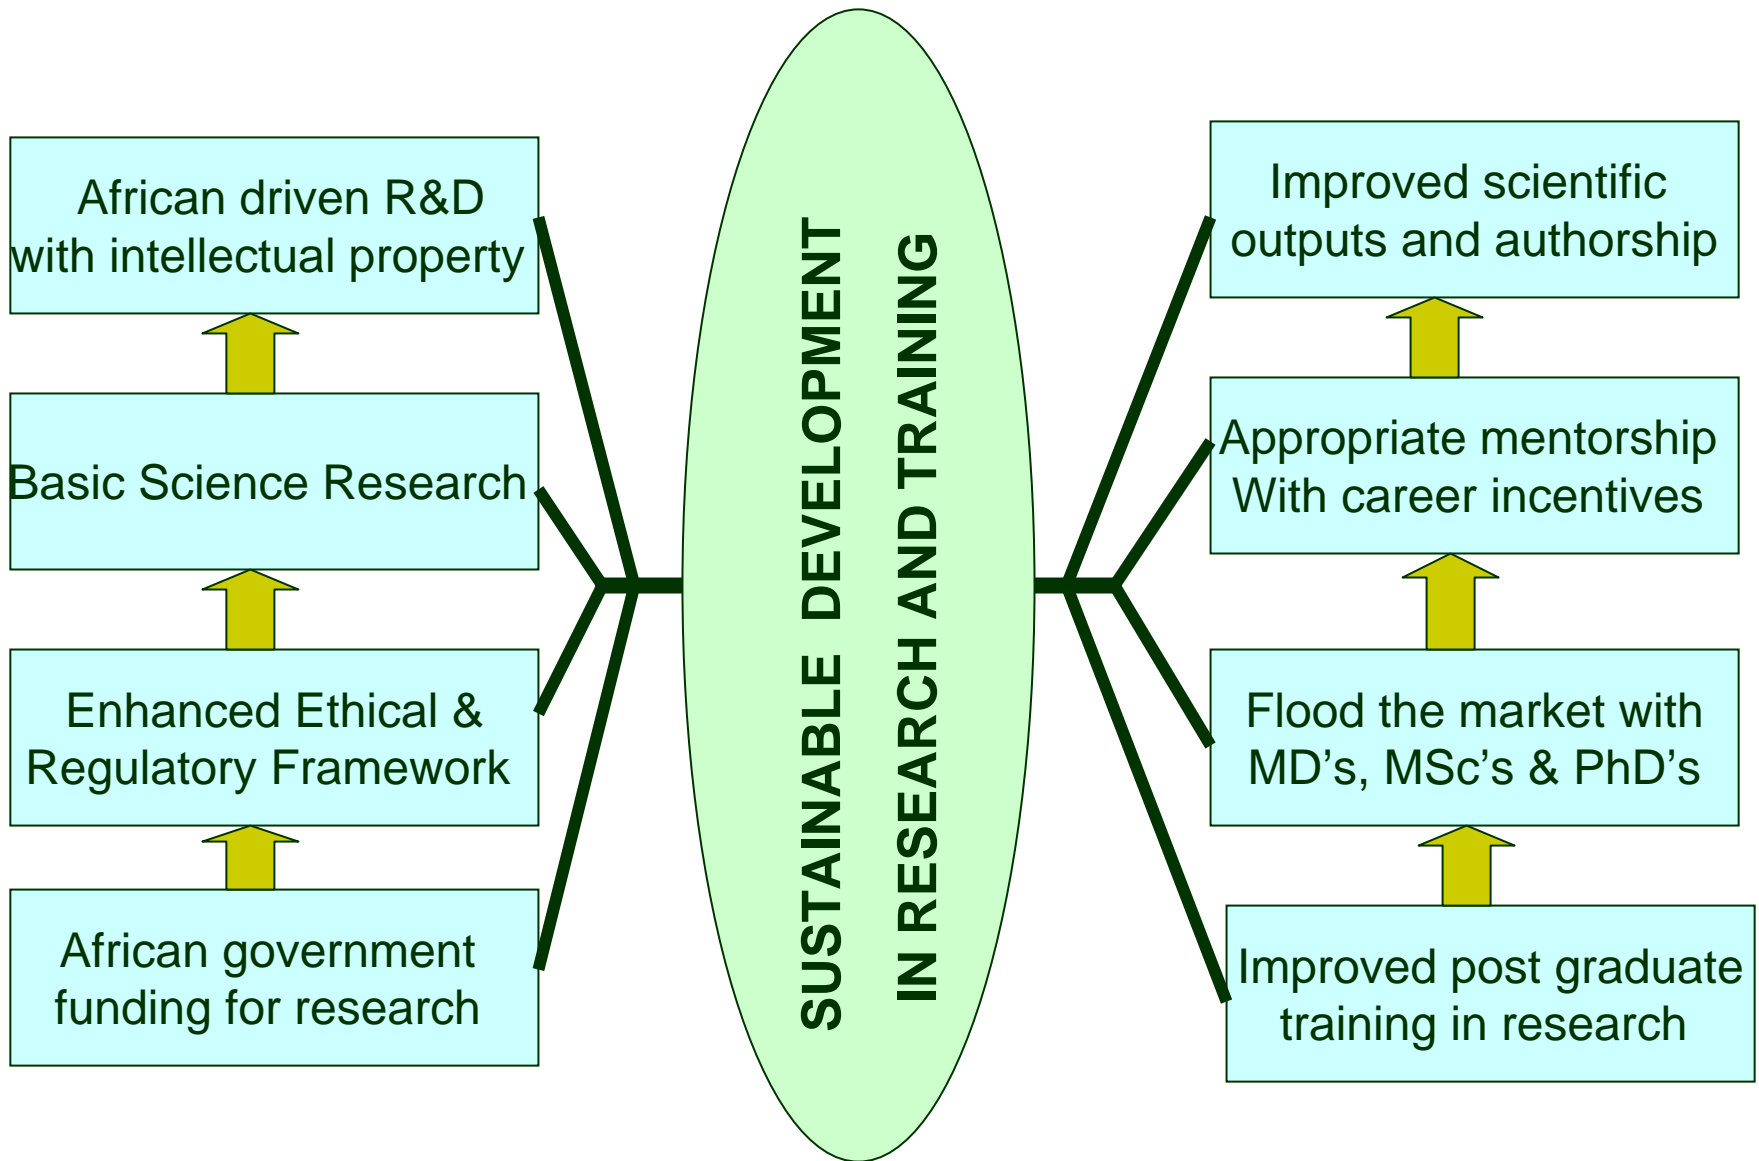 African driven R&D
with intellectual property
Basic Science Research
Enhanced Ethical &
Regulatory Framework
African government
funding for research
SUSTAINABLE DEVELOPMENT
IN RESEARCH AND TRAINING
Improved scientific
outputs and authorship
Appropriate mentorship
With career incentives
Flood the market with
MD’s, MSc’s & PhD’s
Improved post graduate
training in research